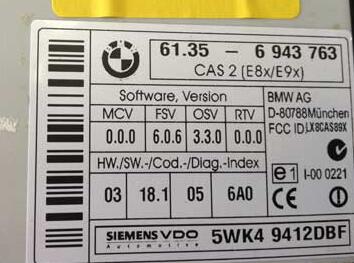 BMW
61.35 - 6 943 763
CAS 2 (E8x/E9x)
Software, Version
MCV FSV OSV RTV
0.0.0 6.0.6 3.3.0 0.0.0
HW./SW.-/Cod.-/Diag.-Index
03 18.1 05 6A0
BMW AG
D-80788München
FCC ID:LX8CAS89X
e1 I-00 0221
SIEMENS VDO
Automotive
5WK4 9412DBF